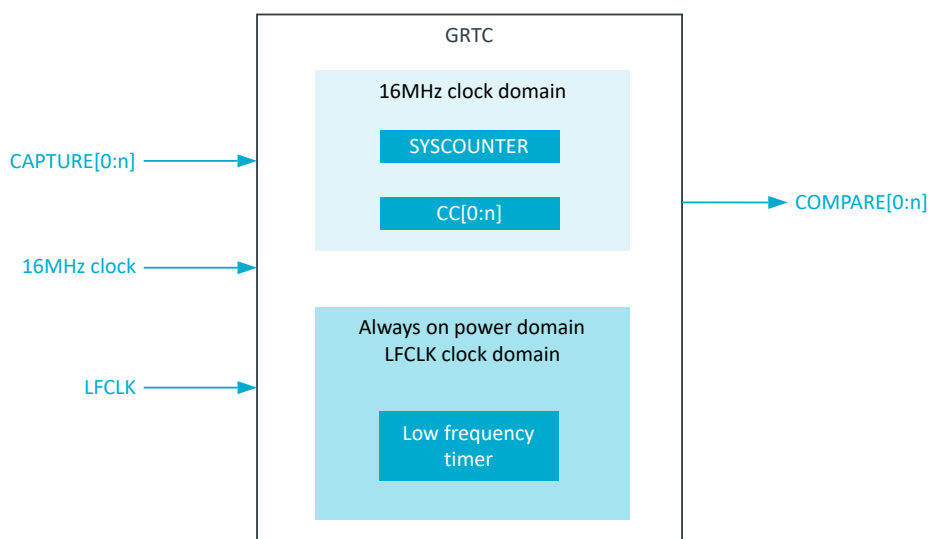 GRTC
16MHz clock domain
SYSCOUNTER
CAPTURE[0:n]
CC[0:n]
COMPARE[0:n]
16MHz clock
Always on power domain
LFCLK clock domain
LFCLK
Low frequency
timer